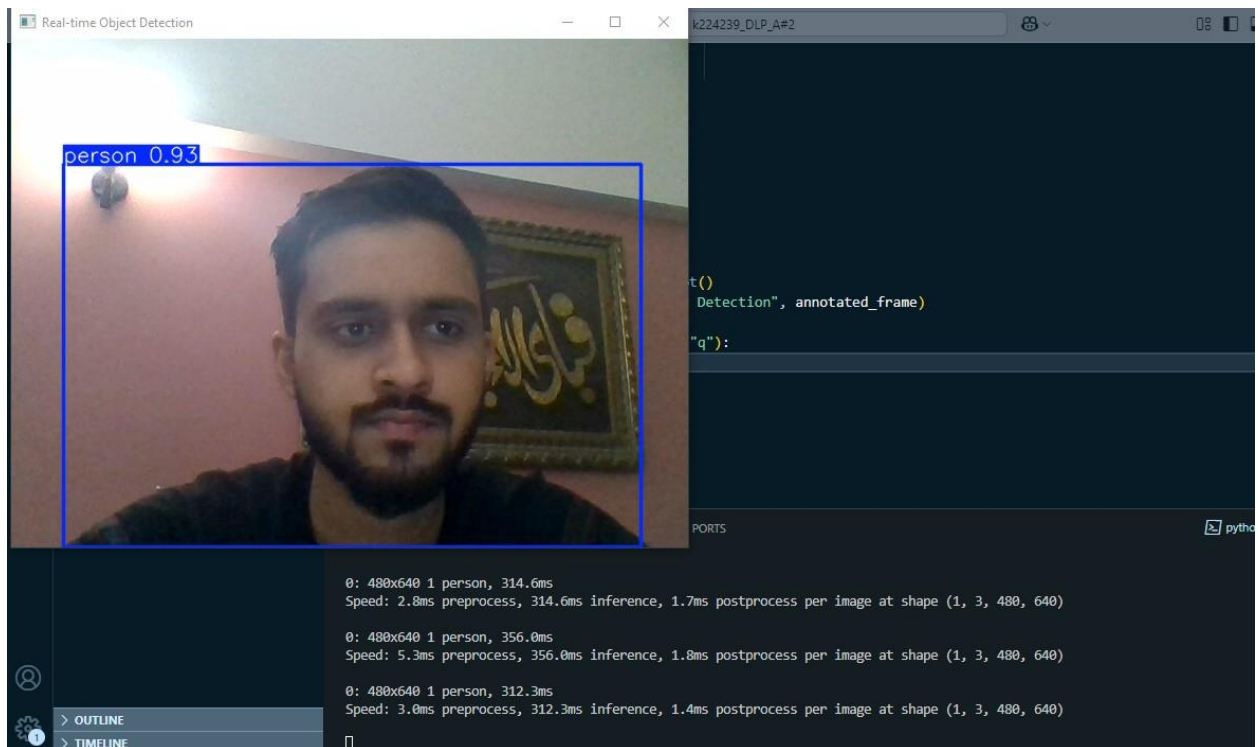 Real-time Object Detection
k224239_DLP_A#2
person 0.93
t()
Detection", annotated_frame)
"q"):
PORTS
pytho
0: 480x640 1 person, 314.6ms
Speed: 2.8ms preprocess, 314.6ms inference, 1.7ms postprocess per image at shape (1, 3, 480, 640)
0: 480x640 1 person, 356.0ms
Speed: 5.3ms preprocess, 356.0ms inference, 1.8ms postprocess per image at shape (1, 3, 480, 640)
0: 480x640 1 person, 312.3ms
Speed: 3.0ms preprocess, 312.3ms inference, 1.4ms postprocess per image at shape (1, 3, 480, 640)
1
> OUTLINE
> TIMELINE